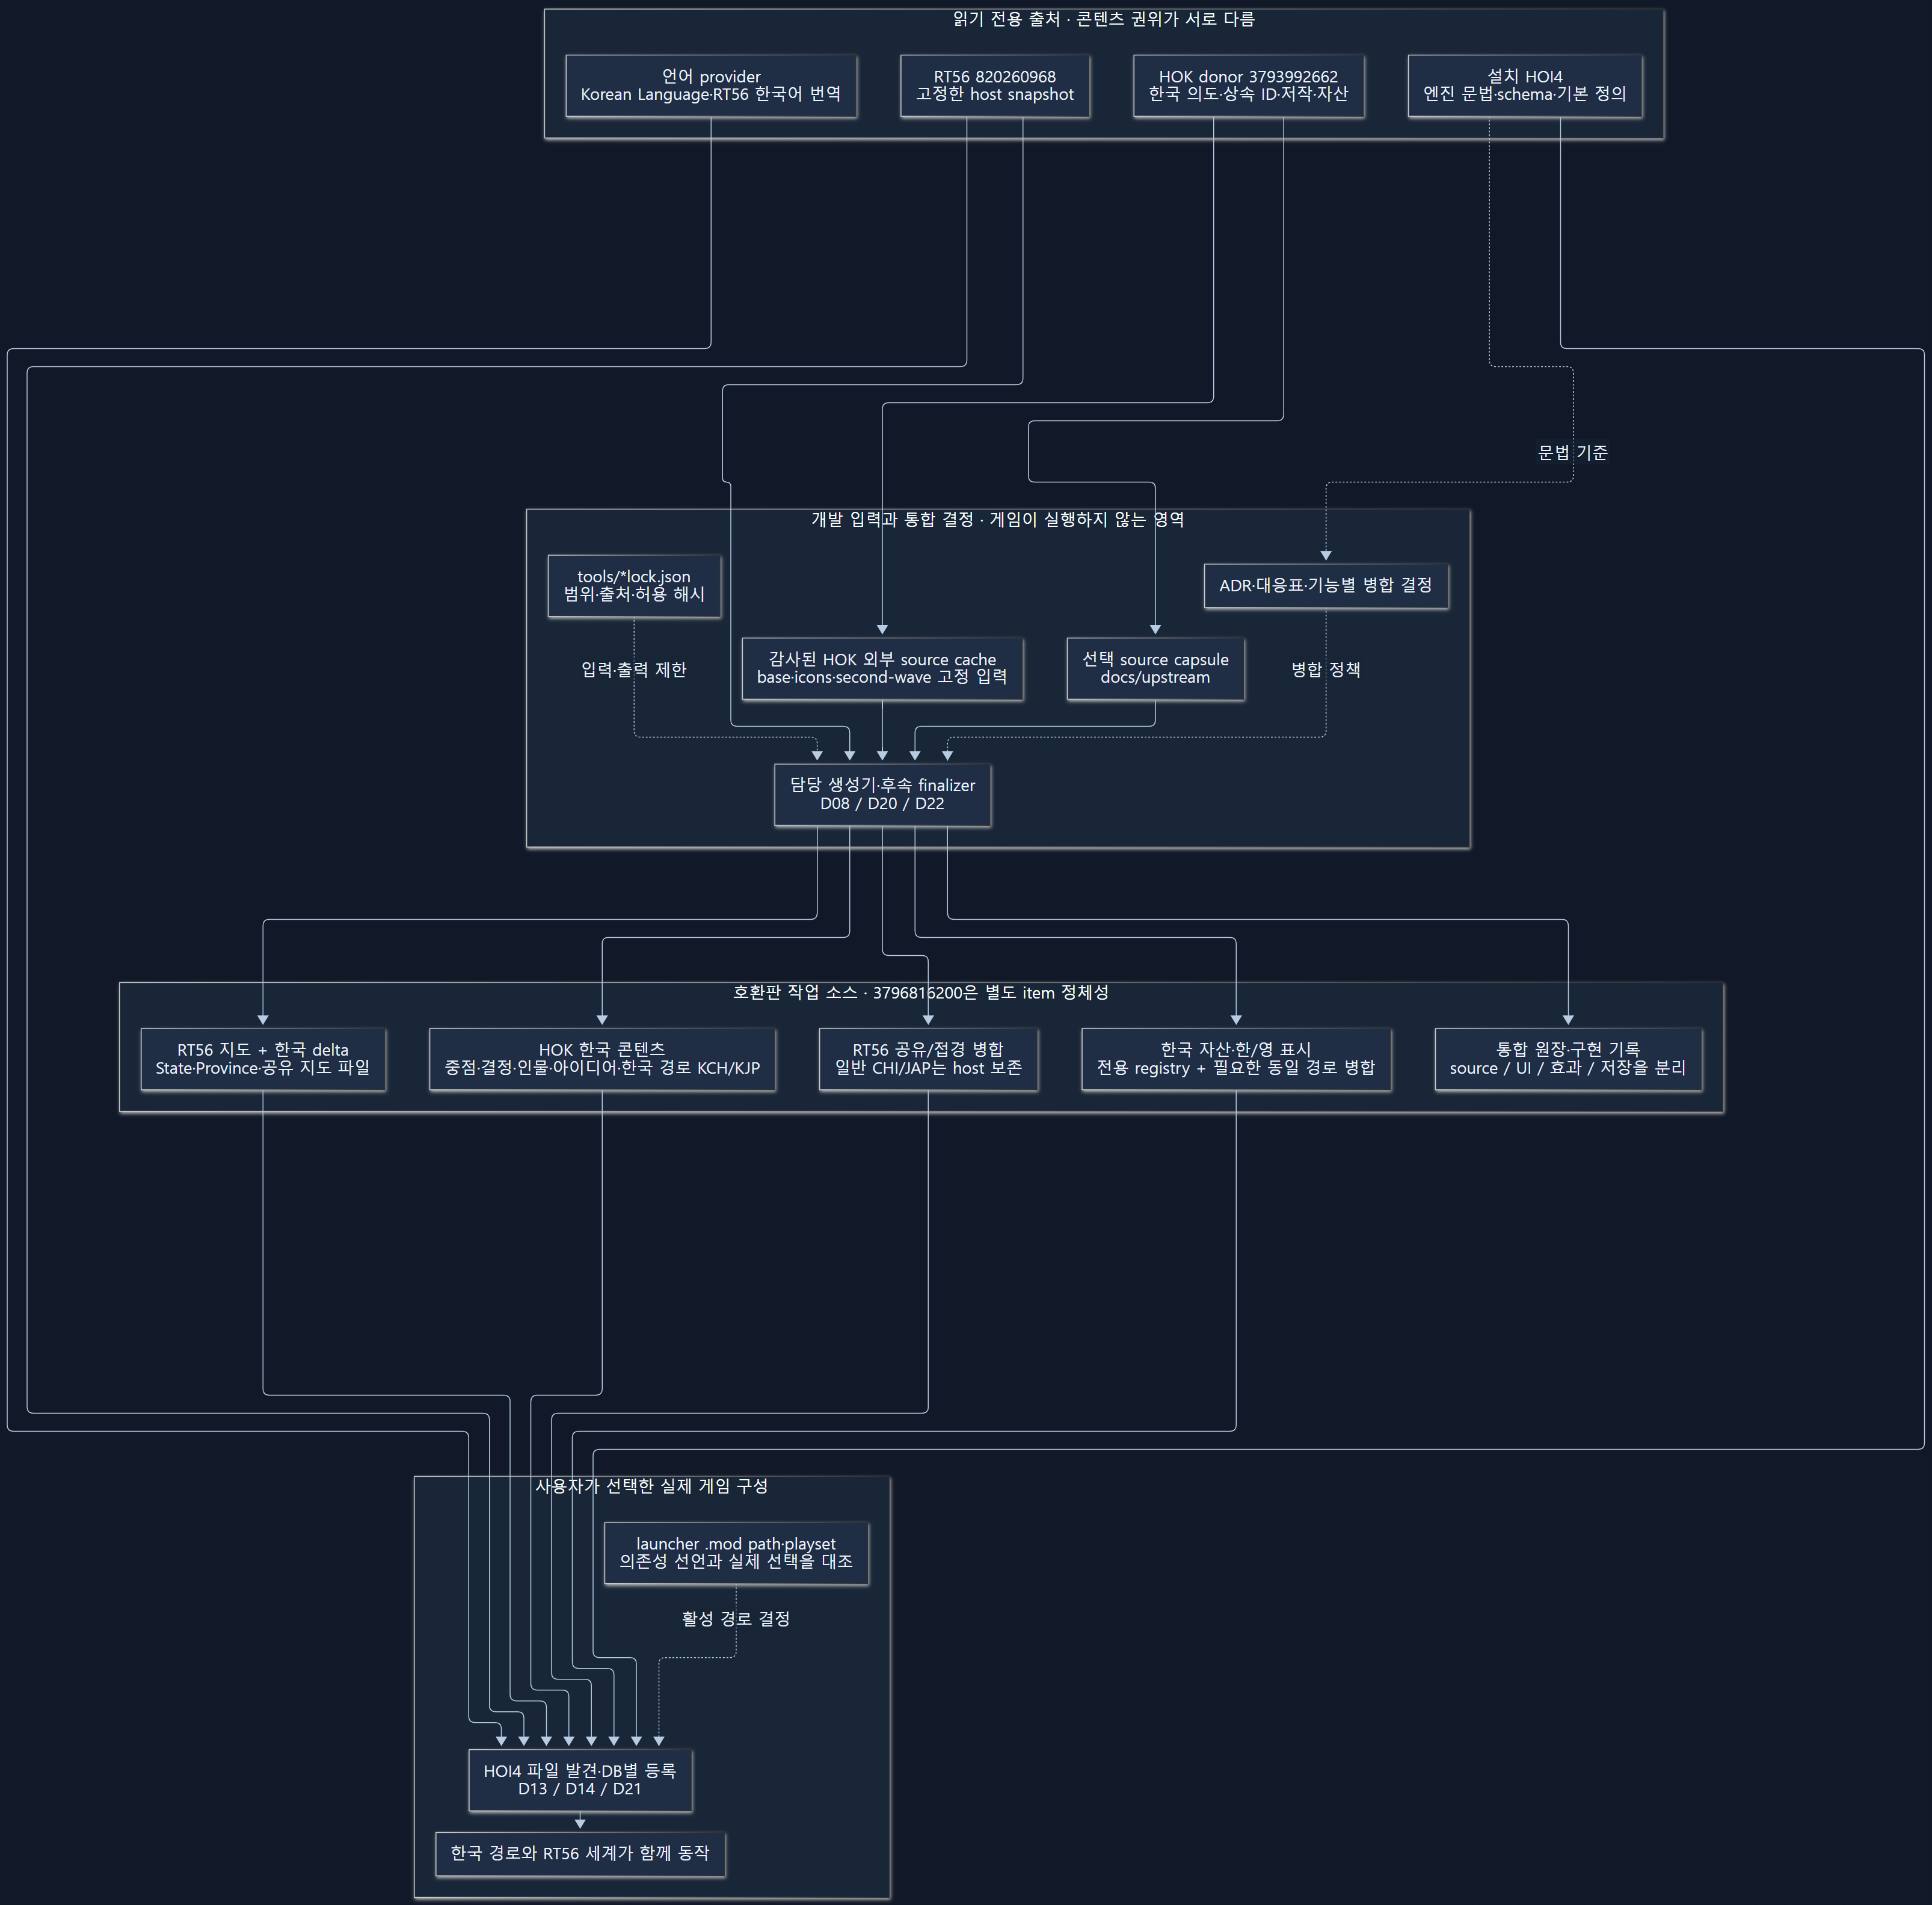 읽기 전용 출처 · 콘텐츠 권위가 서로 다름
언어 provider
Korean Language·RT56 한국어 번역
RT56 820260968
고정한 host snapshot
HOK donor 3793992662
한국 의도·상속 ID·저작·자산
설치 HOI4
엔진 문법·schema·기본 정의
문법 기준
개발 입력과 통합 결정 · 게임이 실행하지 않는 영역
tools/*lock.json
범위·출처·허용 해시
ADR·대응표·기능별 병합 결정
입력·출력 제한
감사된 HOK 외부 source cache
base·icons·second-wave 고정 입력
선택 source capsule
docs/upstream
병합 정책
담당 생성기·후속 finalizer
D08 / D20 / D22
호환판 작업 소스 · 3796816200은 별도 item 정체성
RT56 지도 + 한국 delta
State·Province·공유 지도 파일
HOK 한국 콘텐츠
중점·결정·인물·아이디어·한국 경로 KCH/KJP
RT56 공유/접경 병합
일반 CHI/JAP는 host 보존
한국 자산·한/영 표시
전용 registry + 필요한 동일 경로 병합
통합 원장·구현 기록
source / UI / 효과 / 저장을 분리
사용자가 선택한 실제 게임 구성
launcher .mod path·playset
의존성 선언과 실제 선택을 대조
활성 경로 결정
HOI4 파일 발견·DB별 등록
D13 / D14 / D21
한국 경로와 RT56 세계가 함께 동작